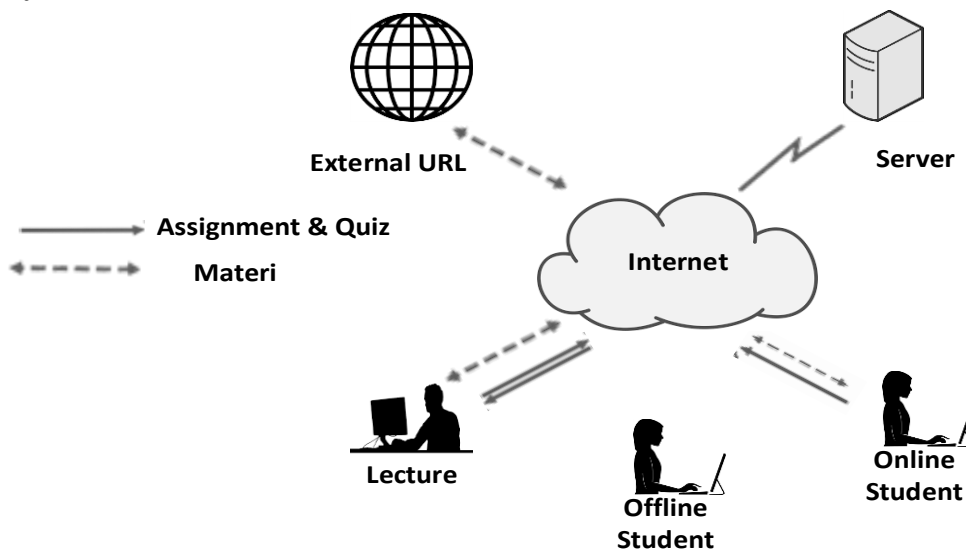 External URL
Server
Assignment & Quiz
Materi
Internet
Lecture
Offline
Student
Online
Student